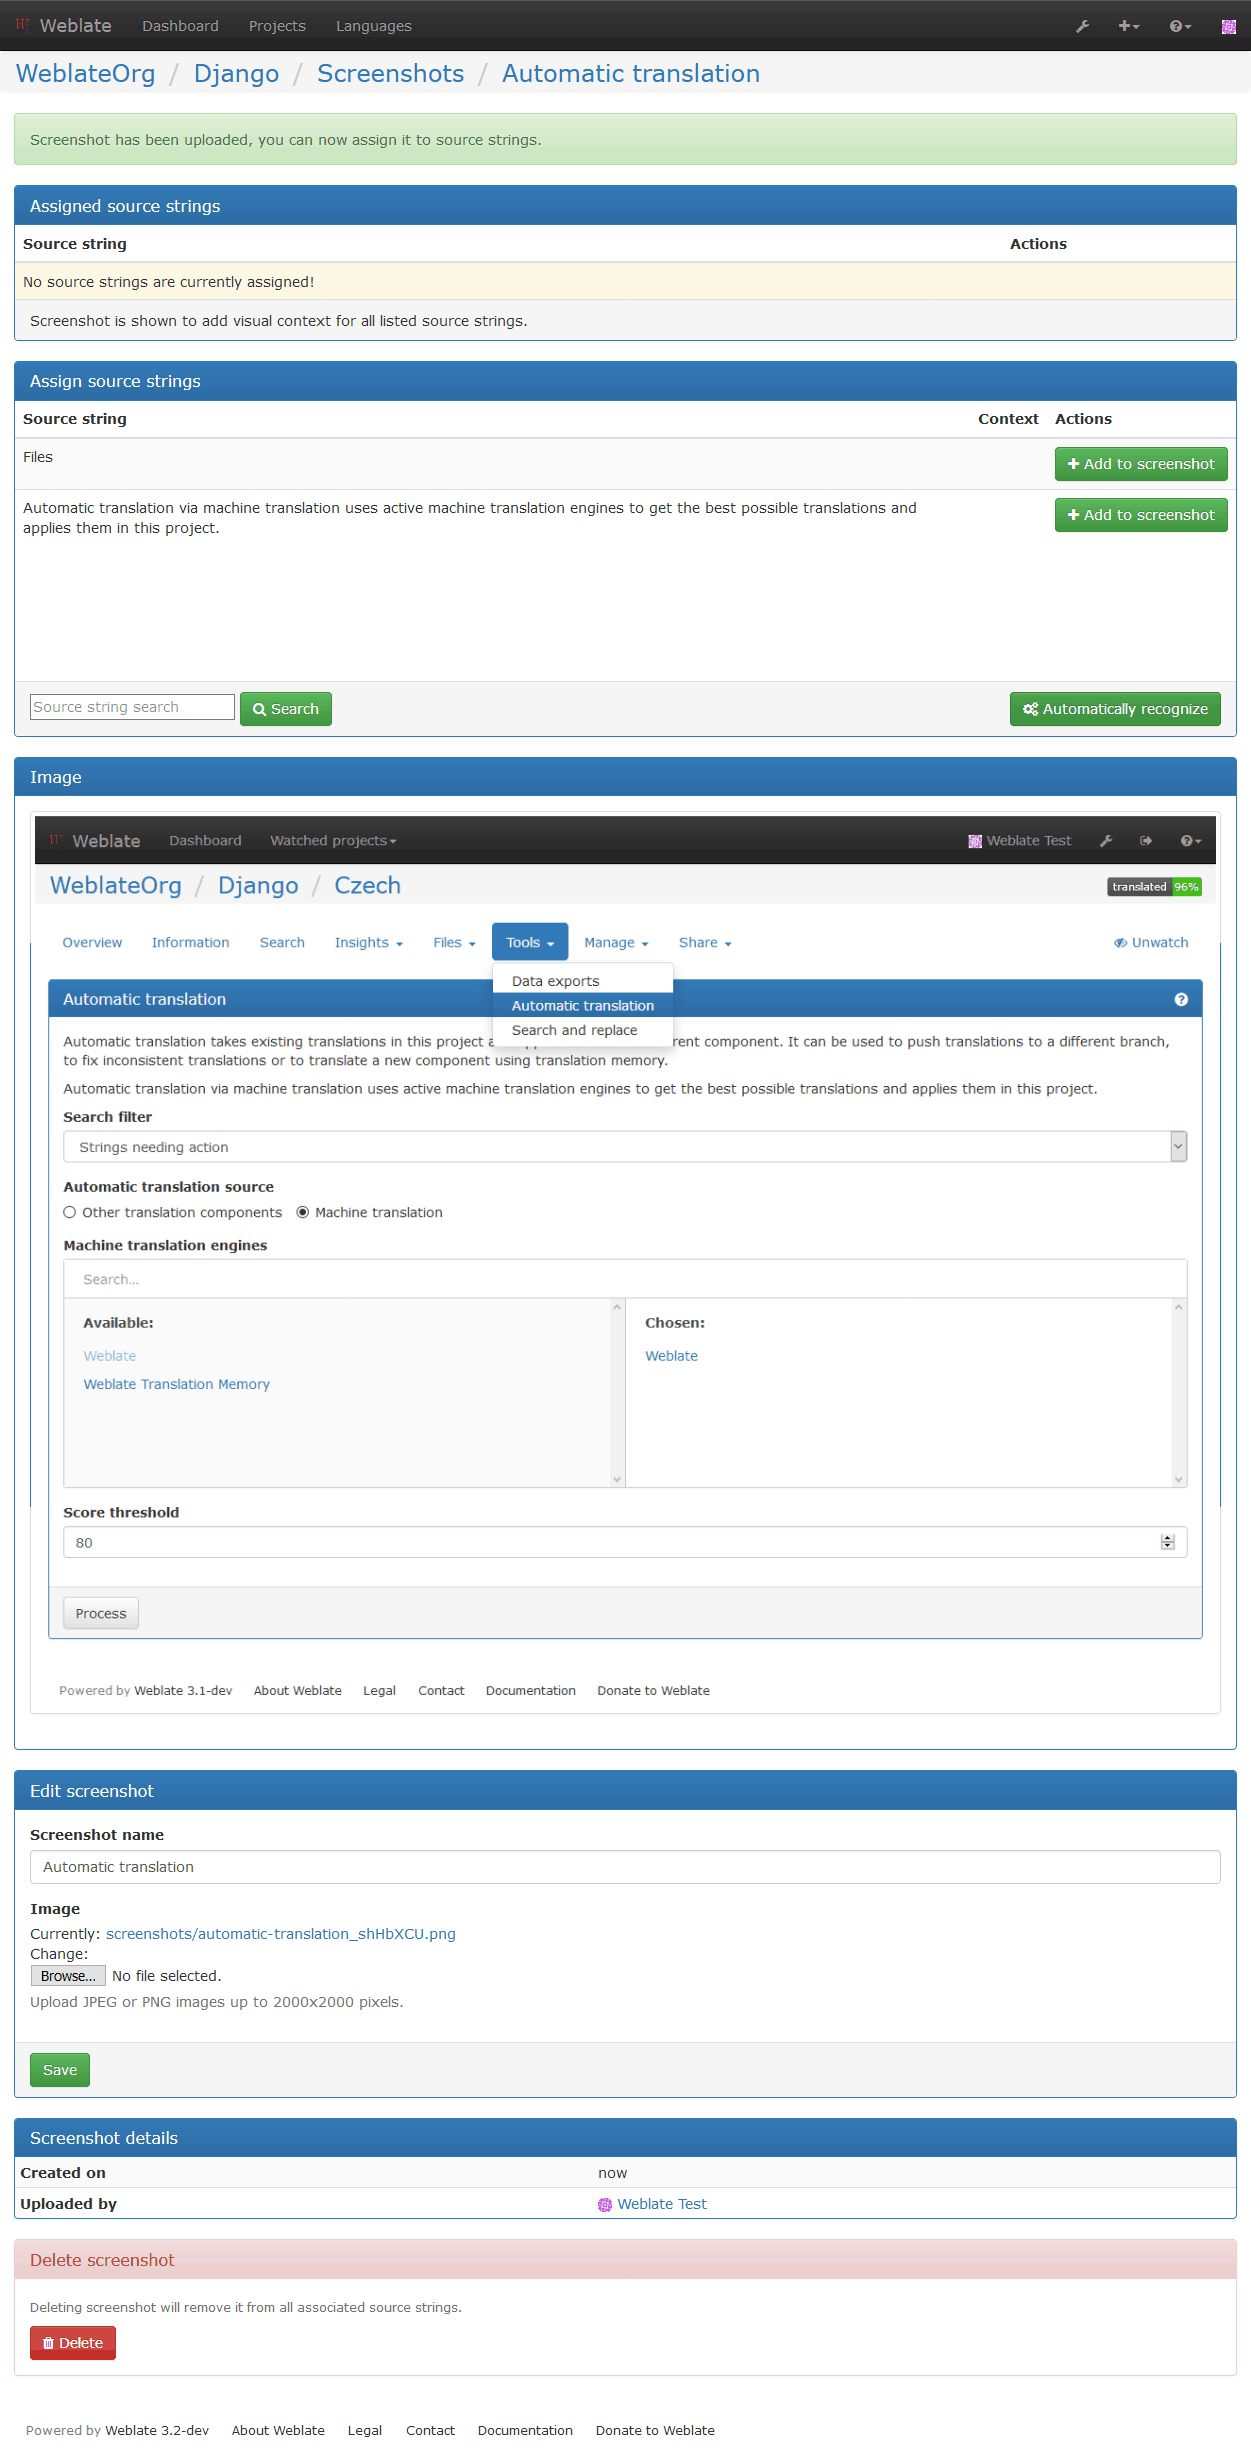 Weblate Dashboard Projects Languages
WeblateOrg / Django / Screenshots / Automatic translation
Screenshot has been uploaded, you can now assign it to source strings.
Assigned source strings
Source string Actions
No source strings are currently assigned!
Screenshot is shown to add visual context for all listed source strings.
Assign source strings
Source string Context Actions
Files Add to screenshot
Automatic translation via machine translation uses active machine translation engines to get the best possible translations and Add to screenshot
applies them in this project.
Source string search Search Automatically recognize
Image
Weblate Dashboard Watched projects Weblate Test
WeblateOrg / Django / Czech translated 96%
Overview Information Search Insights Files Tools Manage Share Unwatch
Data exports
Automatic translation Automatic translation
Search and replace
Automatic translation takes existing translations in this project rent component. It can be used to push translations to a different branch,
to fix inconsistent translations or to translate a new component using translation memory.
Automatic translation via machine translation uses active machine translation engines to get the best possible translations and applies them in this project.
Search filter
Strings needing action
Automatic translation source
Other translation components Machine translation
Machine translation engines
Search...
Available: Chosen:
Weblate Weblate
Weblate Translation Memory
Score threshold
80
Process
Powered by Weblate 3.1-dev About Weblate Legal Contact Documentation Donate to Weblate
Edit screenshot
Screenshot name
Automatic translation
Image
Currently: screenshots/automatic-translation_shHbXCU.png
Change:
Browse... No file selected.
Upload JPEG or PNG images up to 2000x2000 pixels.
Save
Screenshot details
Created on now
Uploaded by Weblate Test
Delete screenshot
Deleting screenshot will remove it from all associated source strings.
Delete
Powered by Weblate 3.2-dev About Weblate Legal Contact Documentation Donate to Weblate